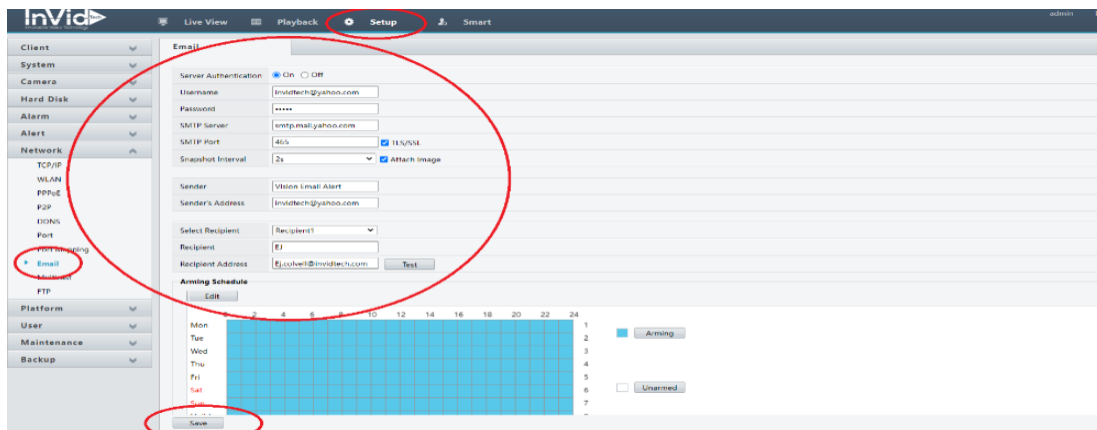 InVid Tech
Live View Playback Setup Smart admin
Client
System
Camera
Hard Disk
Alarm
Alert
Network
TCP/IP
WLAN
PPPoE
P2P
DDNS
Port
Port Mapping
Email
Multicast
FTP
Platform
User
Maintenance
Backup
Email
Server Authentication On Off
Username invidtech@yahoo.com
Password •••••
SMTP Server smtp.mail.yahoo.com
SMTP Port 465 TLS/SSL
Snapshot Interval 2s Attach Image
Sender Vision Email Alert
Sender's Address invidtech@yahoo.com
Select Recipient Recipient1
Recipient EJ
Recipient Address Ej.colvell@invidtech.com Test
Arming Schedule
Edit
0 2 4 6 8 10 12 14 16 18 20 22 24
Mon 1
Tue 2
Wed 3
Thu 4
Fri 5
Sat 6
Sun 7
Arming
Unarmed
Save